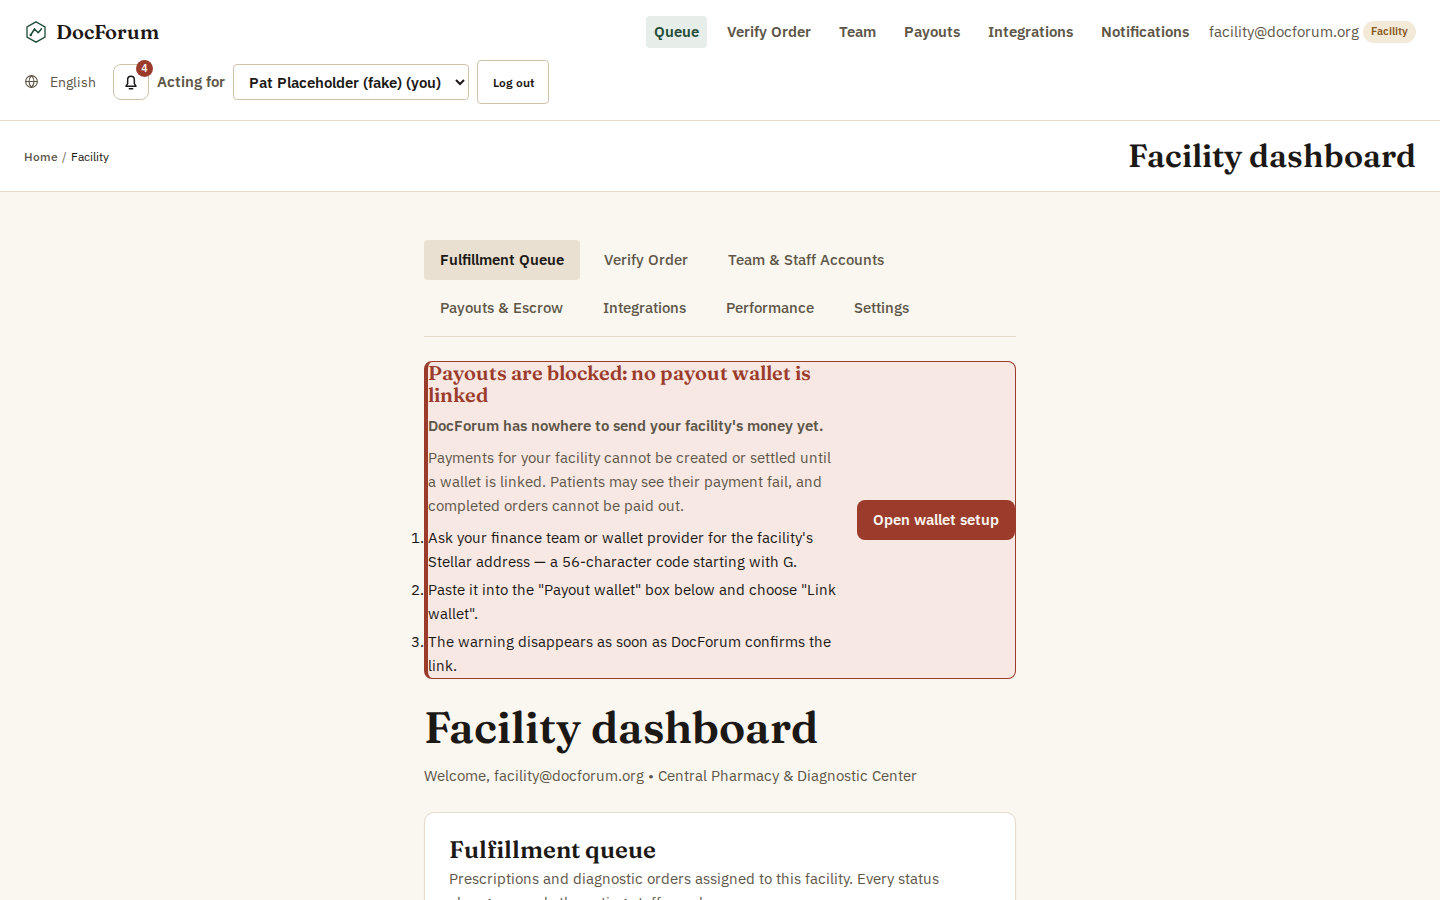 DocForum
Queue Verify Order Team Payouts Integrations Notifications facility@docforum.org Facility
English 4 Acting for Pat Placeholder (fake) (you) Log out
Home / Facility
Facility dashboard
Fulfillment Queue Verify Order Team & Staff Accounts
Payouts & Escrow Integrations Performance Settings
Payouts are blocked: no payout wallet is
linked
DocForum has nowhere to send your facility's money yet.
Payments for your facility cannot be created or settled until
a wallet is linked. Patients may see their payment fail, and
completed orders cannot be paid out.
1. Ask your finance team or wallet provider for the facility's
Stellar address — a 56-character code starting with G.
2. Paste it into the "Payout wallet" box below and choose "Link
wallet".
3. The warning disappears as soon as DocForum confirms the
link.
Open wallet setup
Facility dashboard
Welcome, facility@docforum.org • Central Pharmacy & Diagnostic Center
Fulfillment queue
Prescriptions and diagnostic orders assigned to this facility. Every status